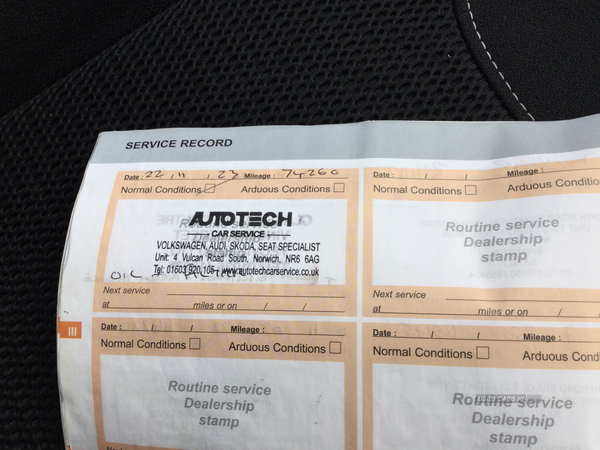 SERVICE RECORD
Date: 22 / 11 / 23 Mileage: 74260
Normal Conditions Arduous Conditions
AUTOTECH
CAR SERVICE
VOLKSWAGEN, AUDI, SKODA, SEAT SPECIALIST
Unit: 4 Vulcan Road South, Norwich, NR6 6AG
Tel: 01603 920 105 - www.autotechcarservice.co.uk
OIL &
Next service
at miles or on / /
Date: / / Mileage:
Normal Conditions Arduous Conditions
Routine service
Dealership
stamp
Next service
at miles or on / /
III
Date: / / Mileage:
Normal Conditions Arduous Conditions
Routine service
Dealership
stamp
Date: / / Mileage:
Normal Conditions Arduous Conditions
Routine service
Dealership
stamp